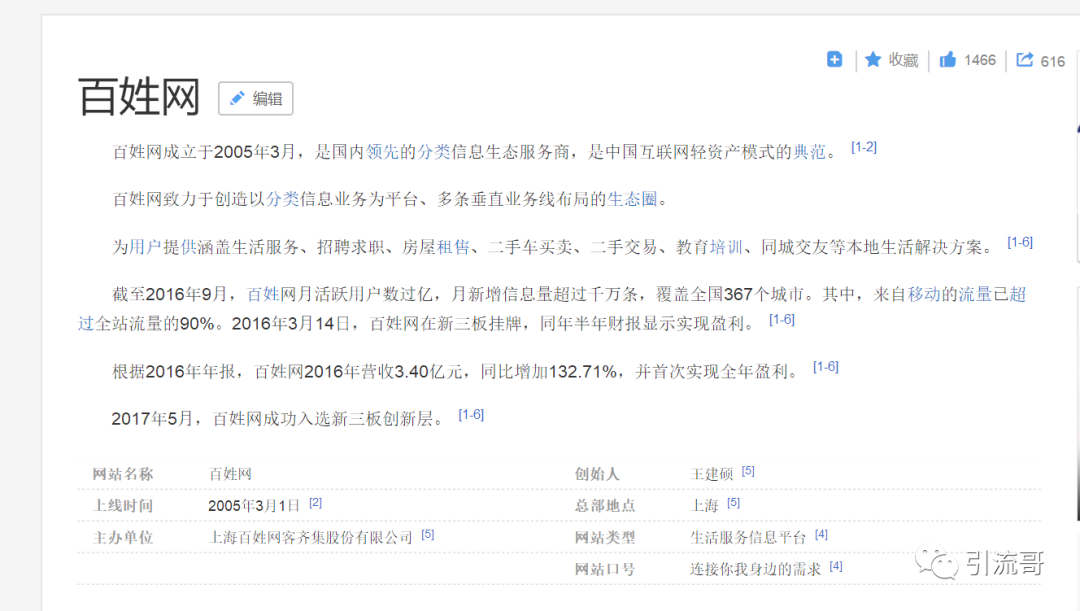 收藏 1466 616
百姓网 编辑
百姓网成立于2005年3月，是国内领先的分类信息生态服务商，是中国互联网轻资产模式的典范。 [1-2]
百姓网致力于创造以分类信息业务为平台、多条垂直业务线布局的生态圈。
为用户提供涵盖生活服务、招聘求职、房屋租售、二手车买卖、二手交易、教育培训、同城交友等本地生活解决方案。 [1-6]
截至2016年9月，百姓网月活跃用户数过亿，月新增信息量超过千万条，覆盖全国367个城市。其中，来自移动的流量已超
过全站流量的90%。2016年3月14日，百姓网在新三板挂牌，同年半年财报显示实现盈利。 [1-6]
根据2016年年报，百姓网2016年营收3.40亿元，同比增加132.71%，并首次实现全年盈利。 [1-6]
2017年5月，百姓网成功入选新三板创新层。 [1-6]
网站名称 百姓网 创始人 王建硕 [5]
上线时间 2005年3月1日 [2] 总部地点 上海 [5]
主办单位 上海百姓网客齐集股份有限公司 [5] 网站类型 生活服务信息平台 [4]
网站口号 连接你我身边的需求 [4]
引流哥